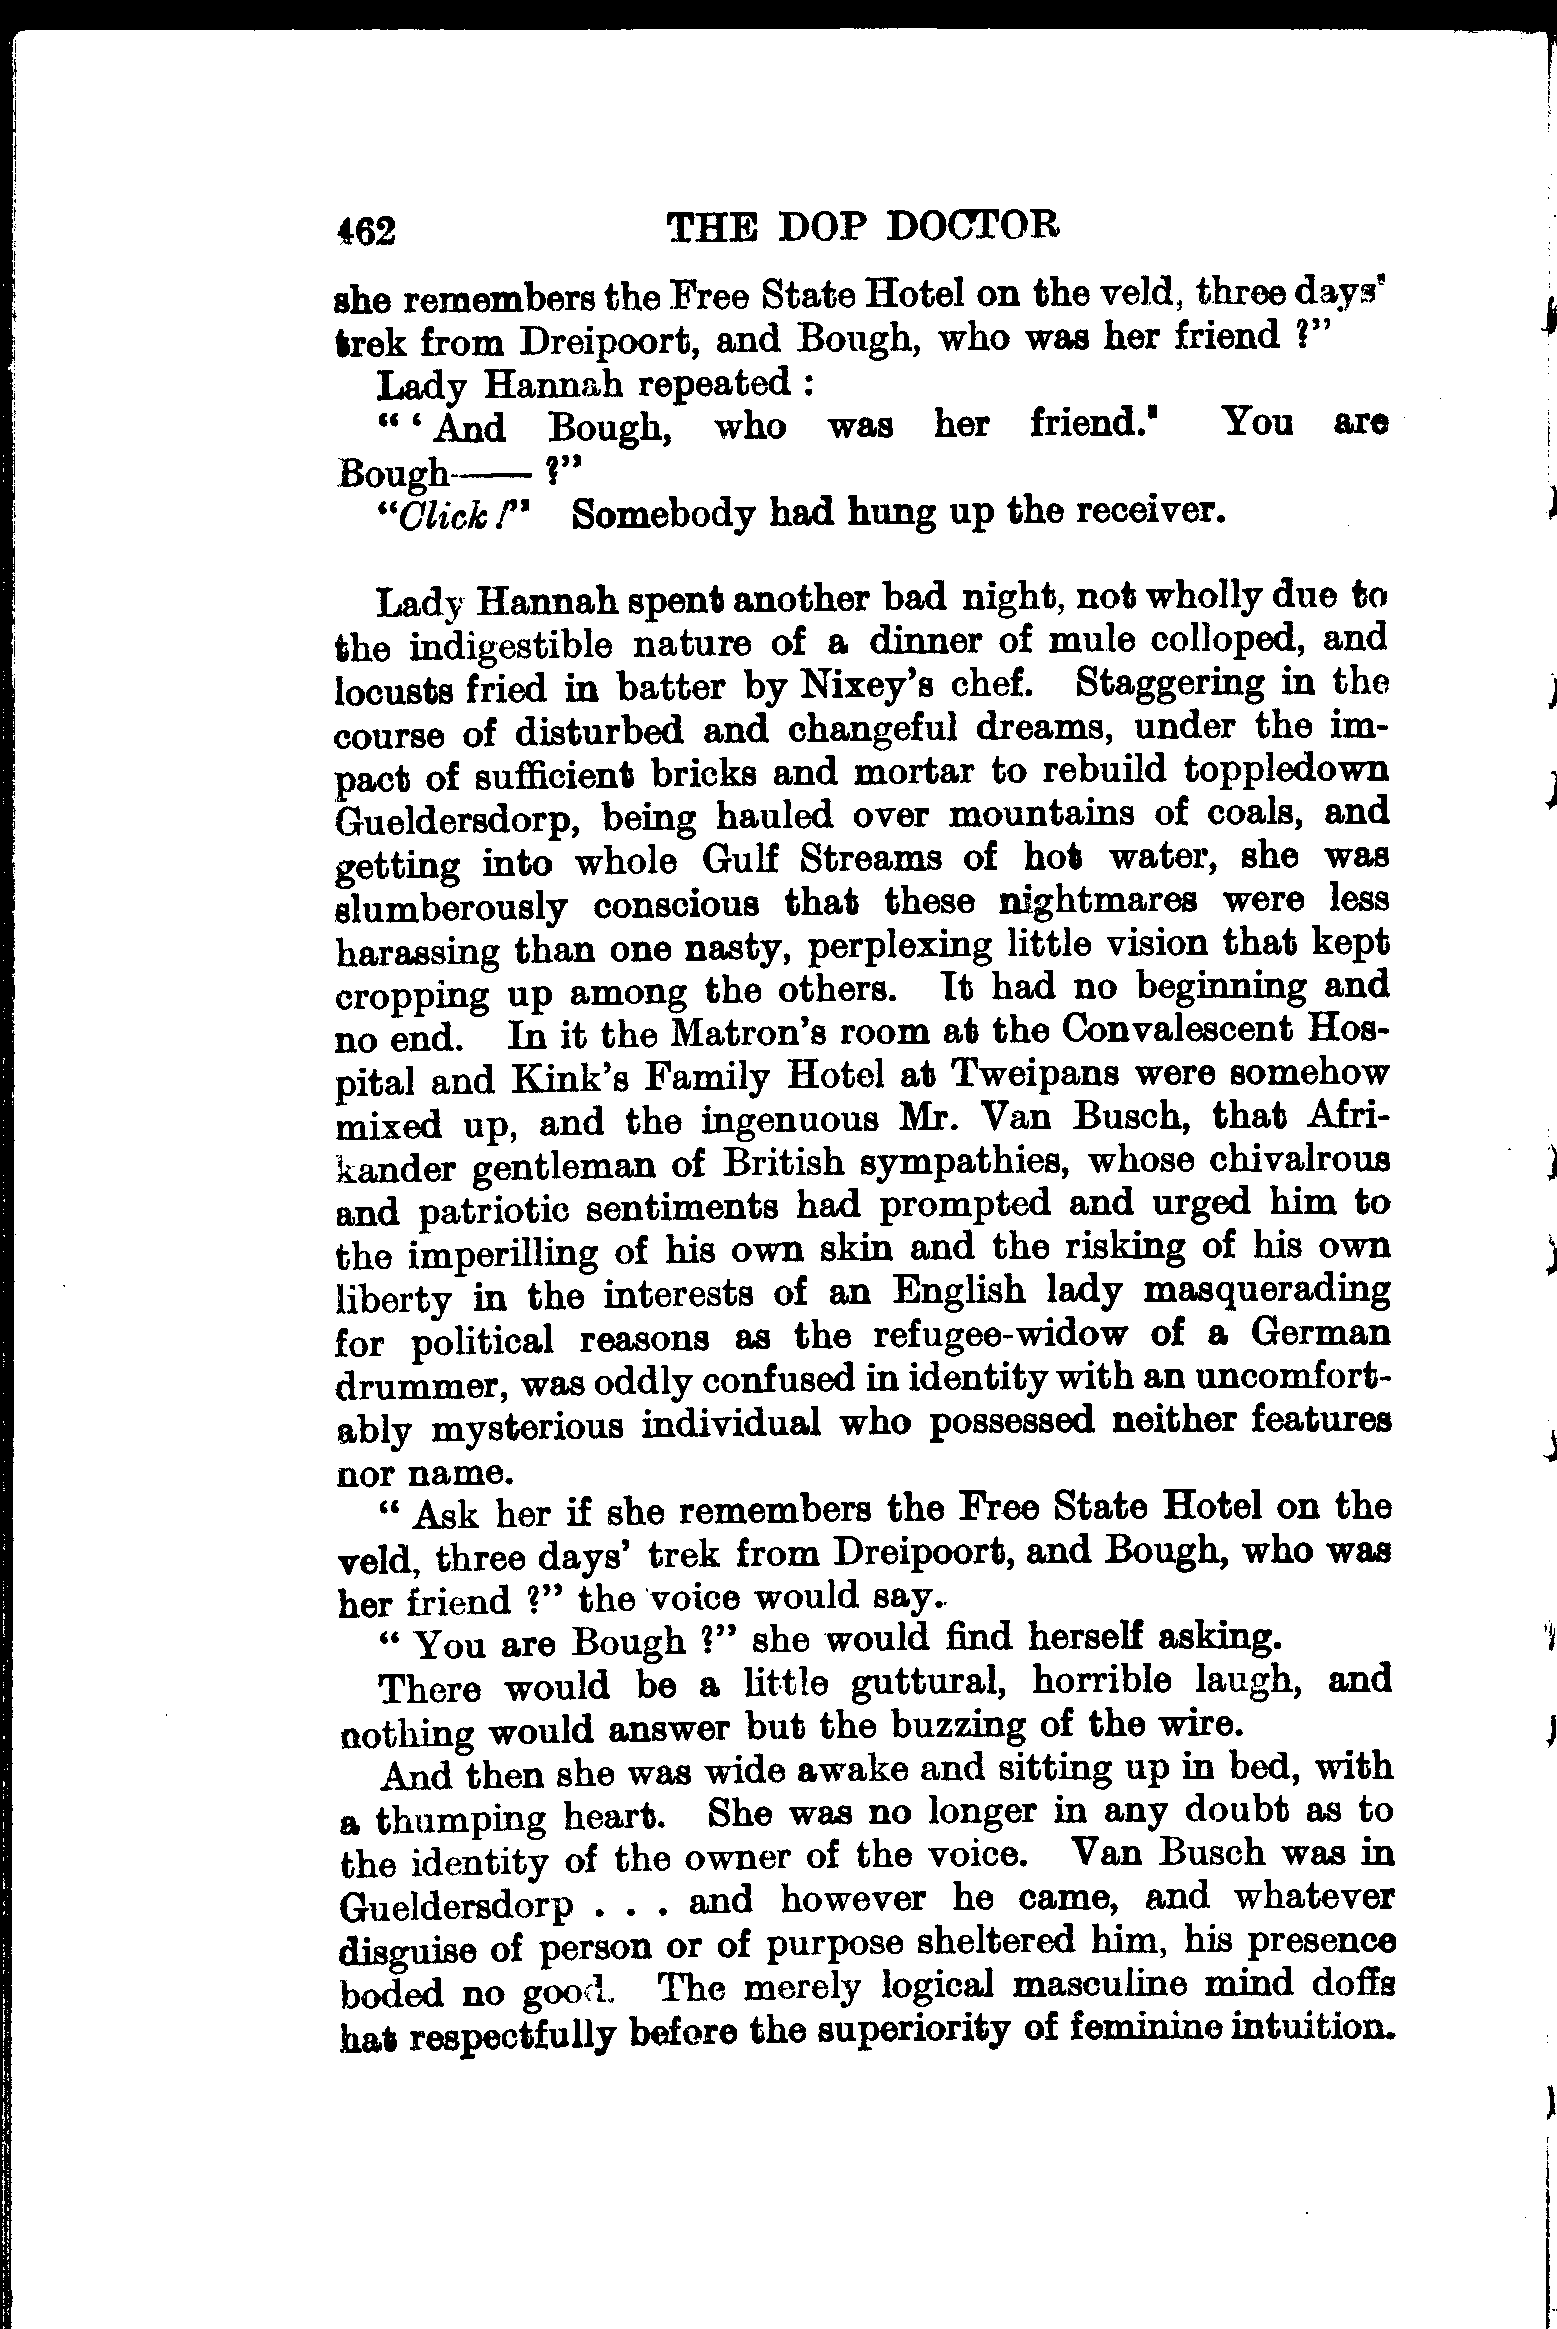 462 THE DOP DOCTOR
she remembers the Free State Hotel on the veld, three days'
trek from Dreipoort, and Bough, who was her friend ?"
Lady Hannah repeated :
" ' And Bough, who was her friend.' You are
Bough—— ?"
"Click !" Somebody had hung up the receiver.
Lady Hannah spent another bad night, not wholly due to
the indigestible nature of a dinner of mule colloped, and
locusts fried in batter by Nixey's chef. Staggering in the
course of disturbed and changeful dreams, under the im-
pact of sufficient bricks and mortar to rebuild toppledown
Gueldersdorp, being hauled over mountains of coals, and
getting into whole Gulf Streams of hot water, she was
slumberously conscious that these nightmares were less
harassing than one nasty, perplexing little vision that kept
cropping up among the others. It had no beginning and
no end. In it the Matron's room at the Convalescent Hos-
pital and Kink's Family Hotel at Tweipans were somehow
mixed up, and the ingenuous Mr. Van Busch, that Afri-
kander gentleman of British sympathies, whose chivalrous
and patriotic sentiments had prompted and urged him to
the imperilling of his own skin and the risking of his own
liberty in the interests of an English lady masquerading
for political reasons as the refugee-widow of a German
drummer, was oddly confused in identity with an uncomfort-
ably mysterious individual who possessed neither features
nor name.
" Ask her if she remembers the Free State Hotel on the
veld, three days' trek from Dreipoort, and Bough, who was
her friend ?" the voice would say.
" You are Bough ?" she would find herself asking.
There would be a little guttural, horrible laugh, and
nothing would answer but the buzzing of the wire.
And then she was wide awake and sitting up in bed, with
a thumping heart. She was no longer in any doubt as to
the identity of the owner of the voice. Van Busch was in
Gueldersdorp . . . and however he came, and whatever
disguise of person or of purpose sheltered him, his presence
boded no good. The merely logical masculine mind doffs
hat respectfully before the superiority of feminine intuition.